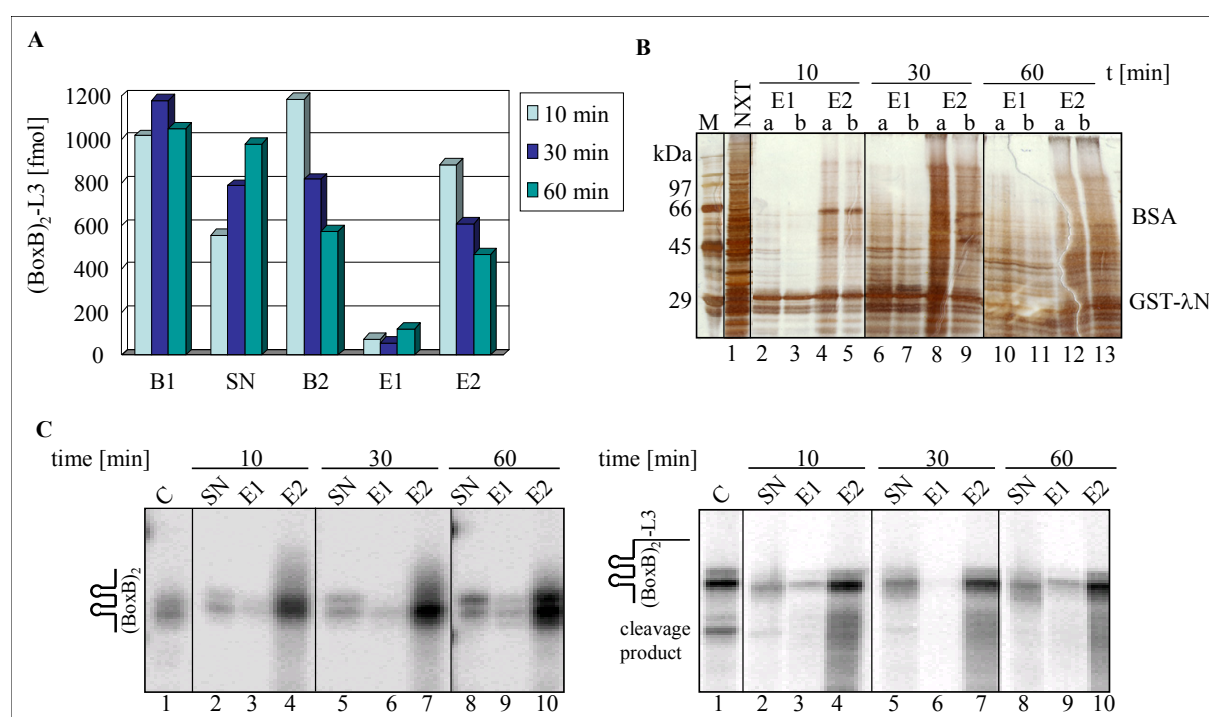 A
1200
1000
800
600
400
200
0
(BoxB)2-L3 [fmol]
B1 SN B2 E1 E2
10 min
30 min
60 min
B
10 30 60 t [min]
E1 E2 E1 E2 E1 E2
M NXT a b a b a b a b a b a b
kDa
97
66
45
29
BSA
GST-λN
1 2 3 4 5 6 7 8 9 10 11 12 13
C
time [min] 10 30 60
C SN E1 E2 SN E1 E2 SN E1 E2
(BoxB)2
1 2 3 4 5 6 7 8 9 10
time [min] 10 30 60
C SN E1 E2 SN E1 E2 SN E1 E2
(BoxB)2-L3
cleavage
product
1 2 3 4 5 6 7 8 9 10